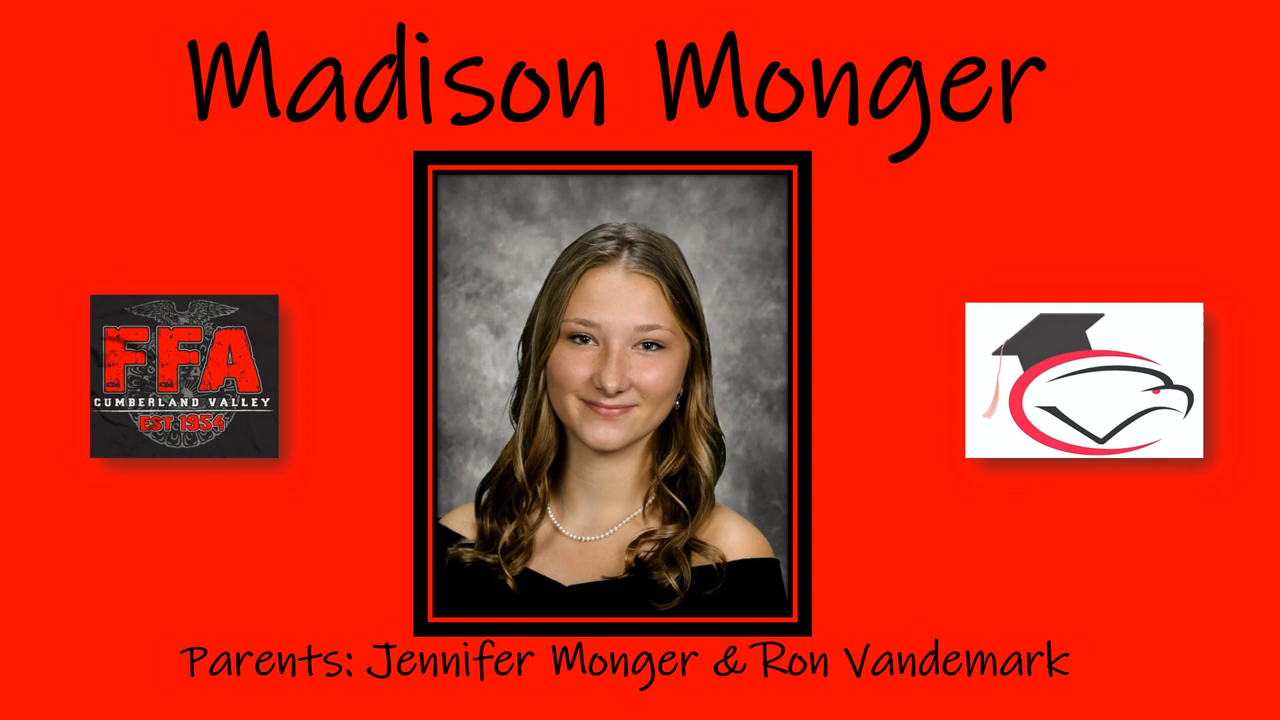 Madison Monger
FFA
CUMBERLAND VALLEY
EST 1954
Parents: Jennifer Monger & Ron Vandemark